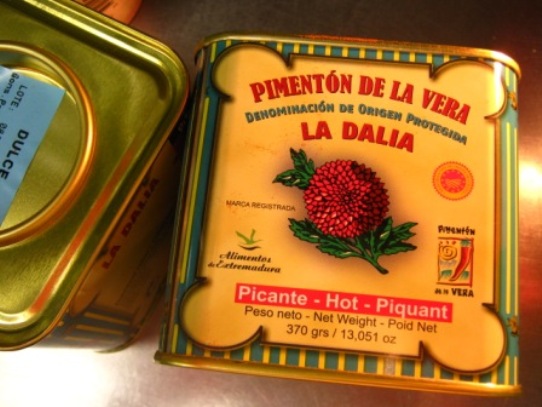 PIMENTÓN DE LA VERA
DENOMINACIÓN DE ORIGEN PROTEGIDA
LA DALIA
MARCA REGISTRADA
Alimentos
de Extremadura
Pimentón
de la VERA
Picante - Hot - Piquant
Peso neto - Net Weight - Poid Net
370 grs / 13,051 oz
LOTE:
DULCE
LA DALIA